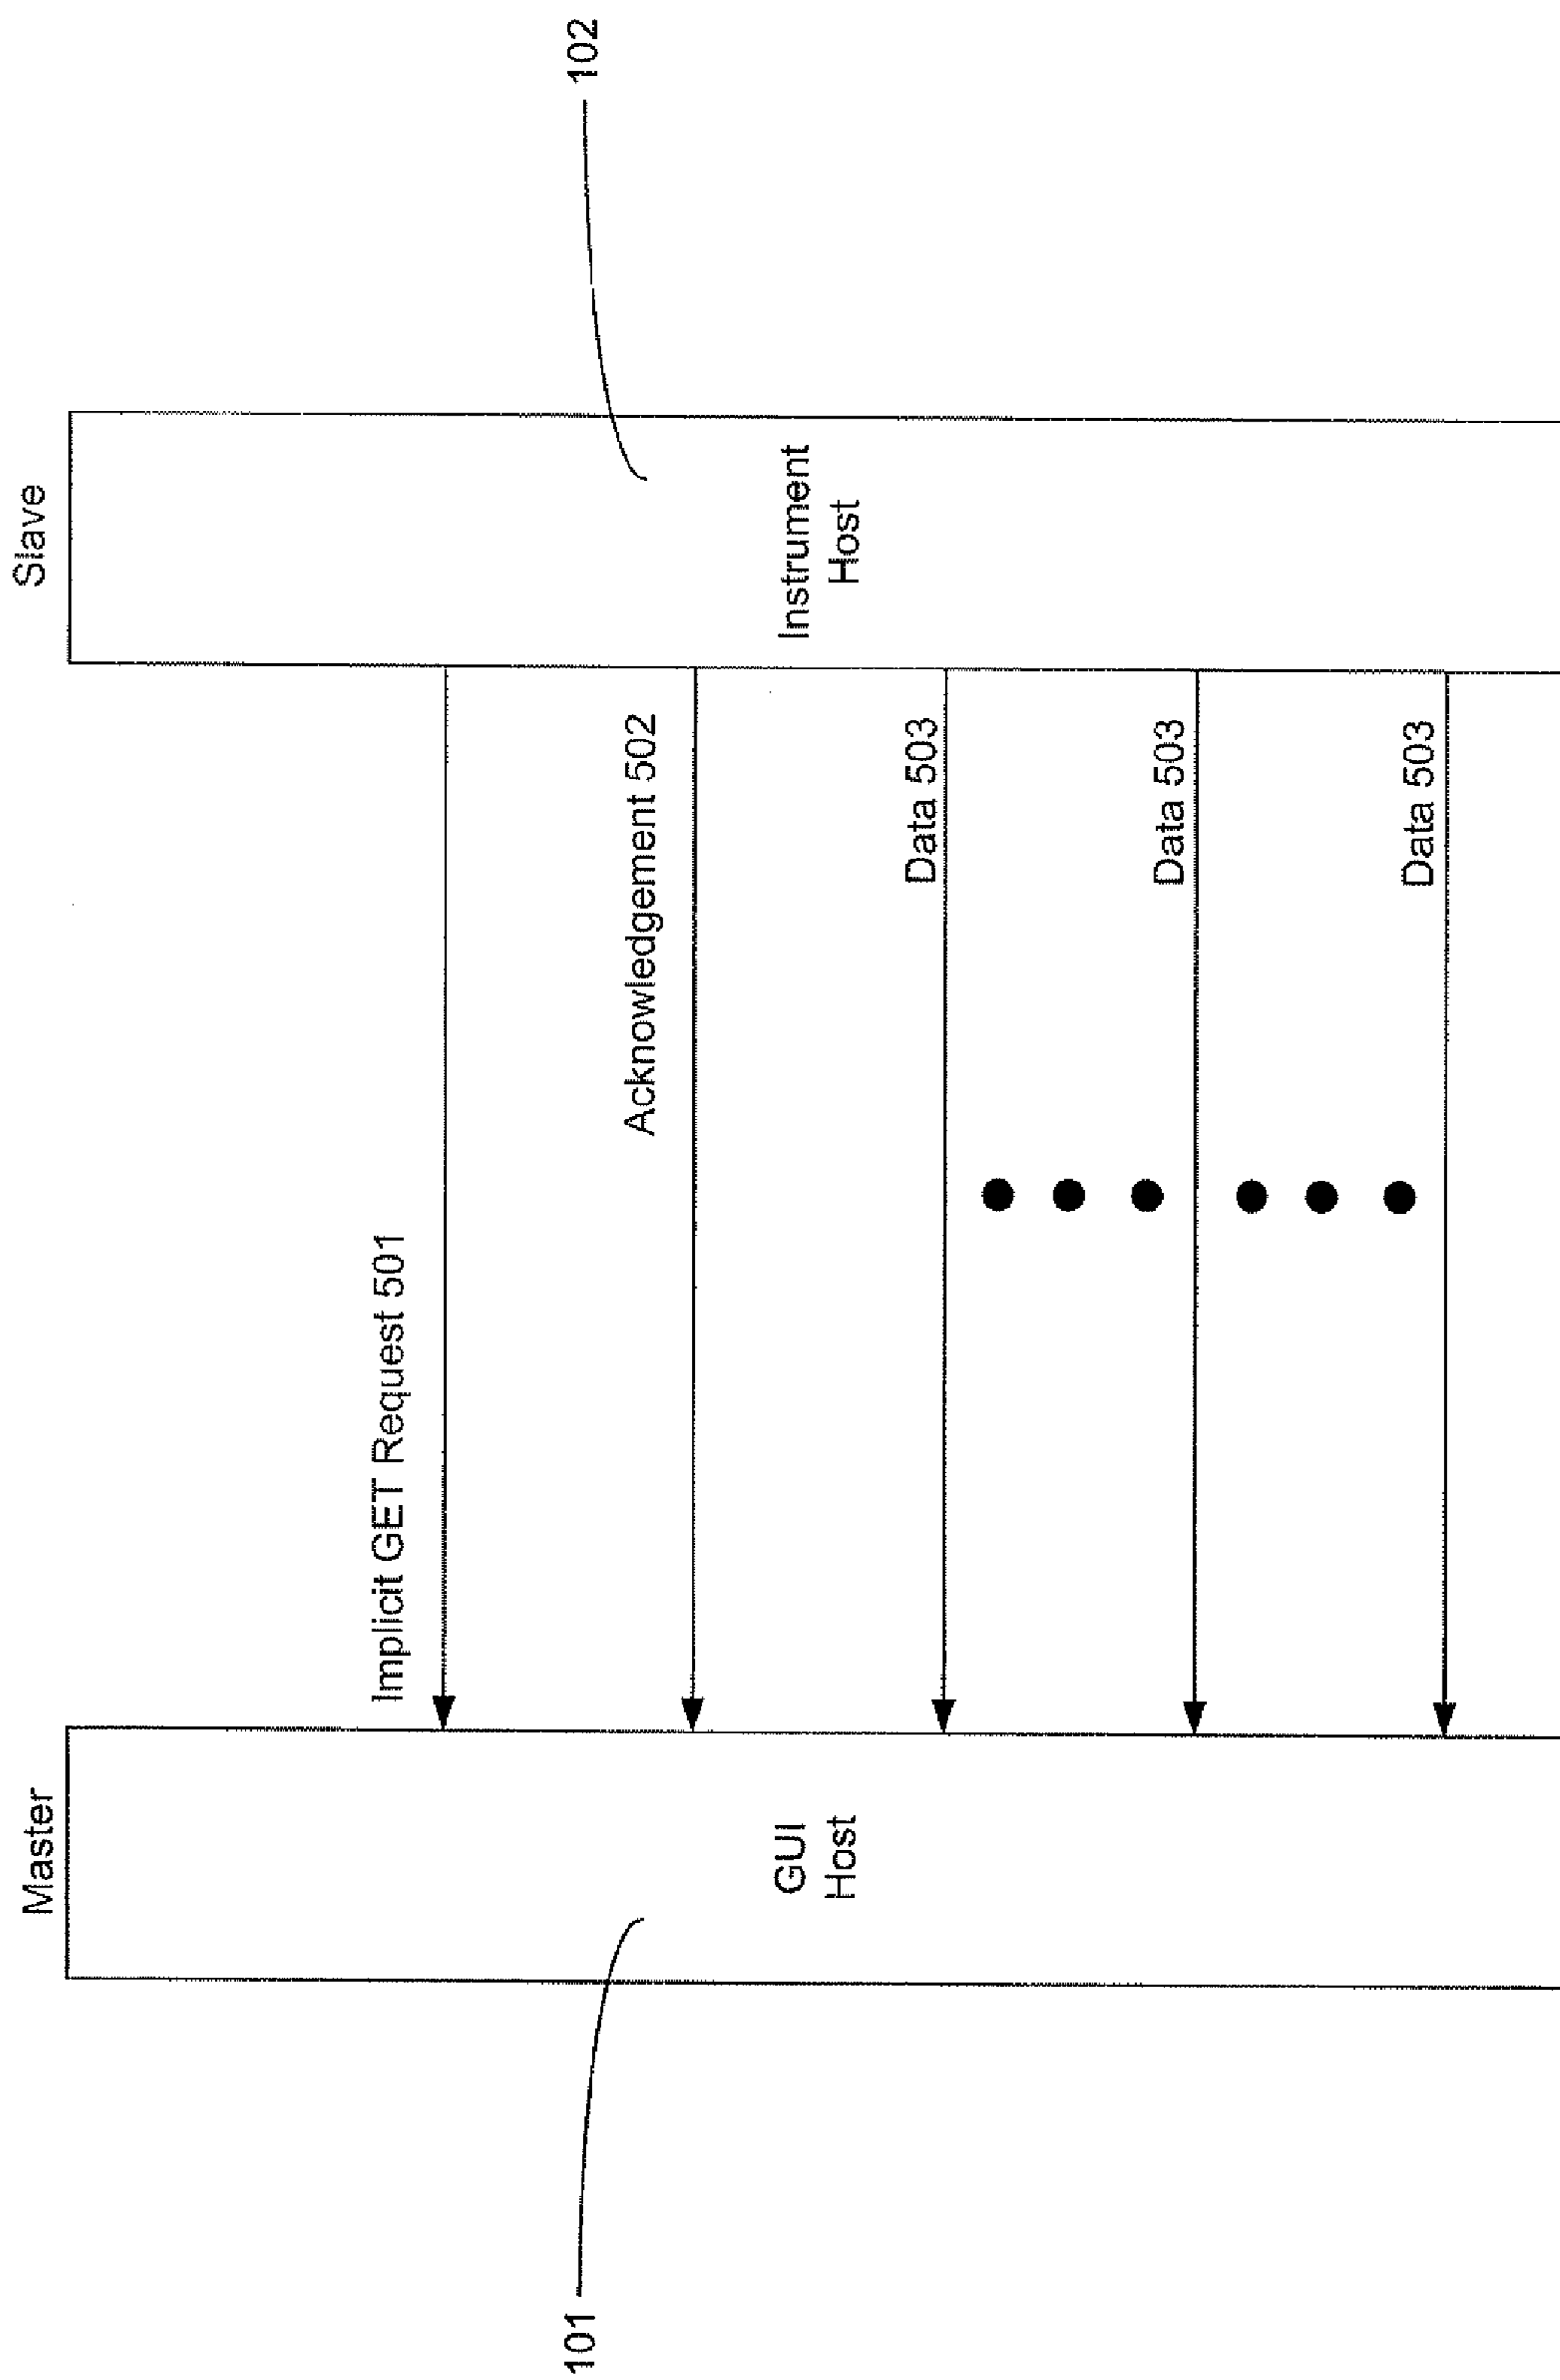 Master
Slave
Implicit GET Request 501
102
101
Acknowledgement 502
GUI
Host
Instrument
Host
Data 503
Data 503
Data 503